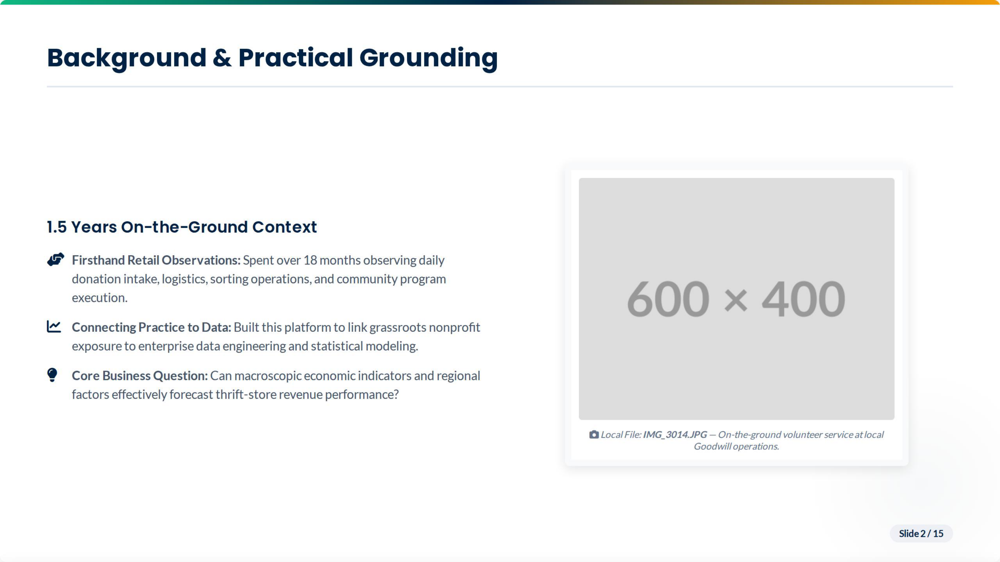 Background & Practical Grounding
1.5 Years On-the-Ground Context
Firsthand Retail Observations: Spent over 18 months observing daily
donation intake, logistics, sorting operations, and community program
execution.
Connecting Practice to Data: Built this platform to link grassroots nonprofit
exposure to enterprise data engineering and statistical modeling.
Core Business Question: Can macroscopic economic indicators and regional
factors effectively forecast thrift-store revenue performance?
600 × 400
Local File: IMG_3014.JPG — On-the-ground volunteer service at local
Goodwill operations.
Slide 2 / 15